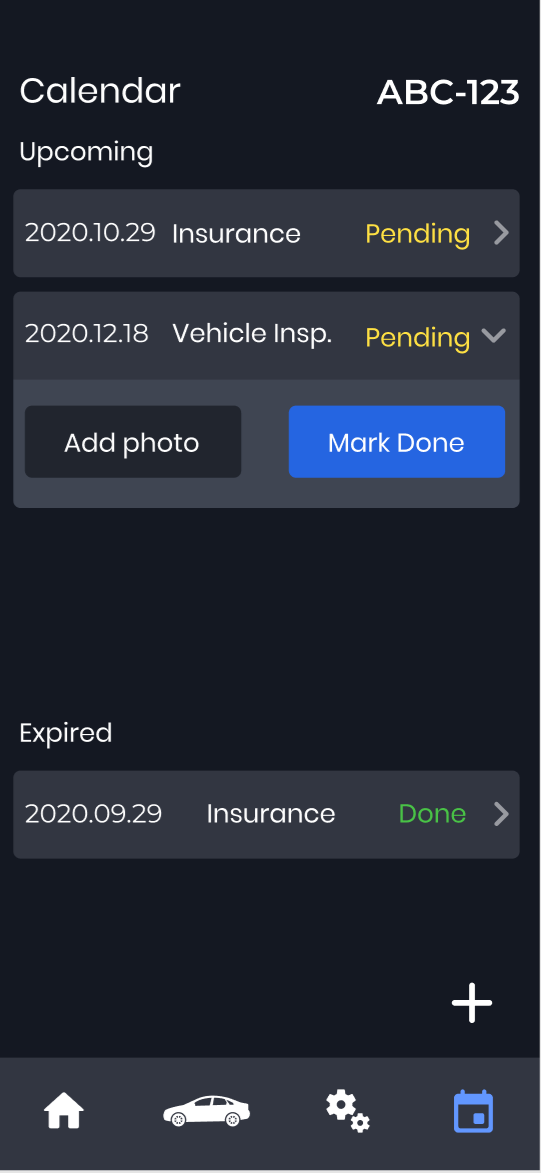 Calendar ABC-123
Upcoming
2020.10.29 Insurance Pending
2020.12.18 Vehicle Insp. Pending
Add photo Mark Done
Expired
2020.09.29 Insurance Done